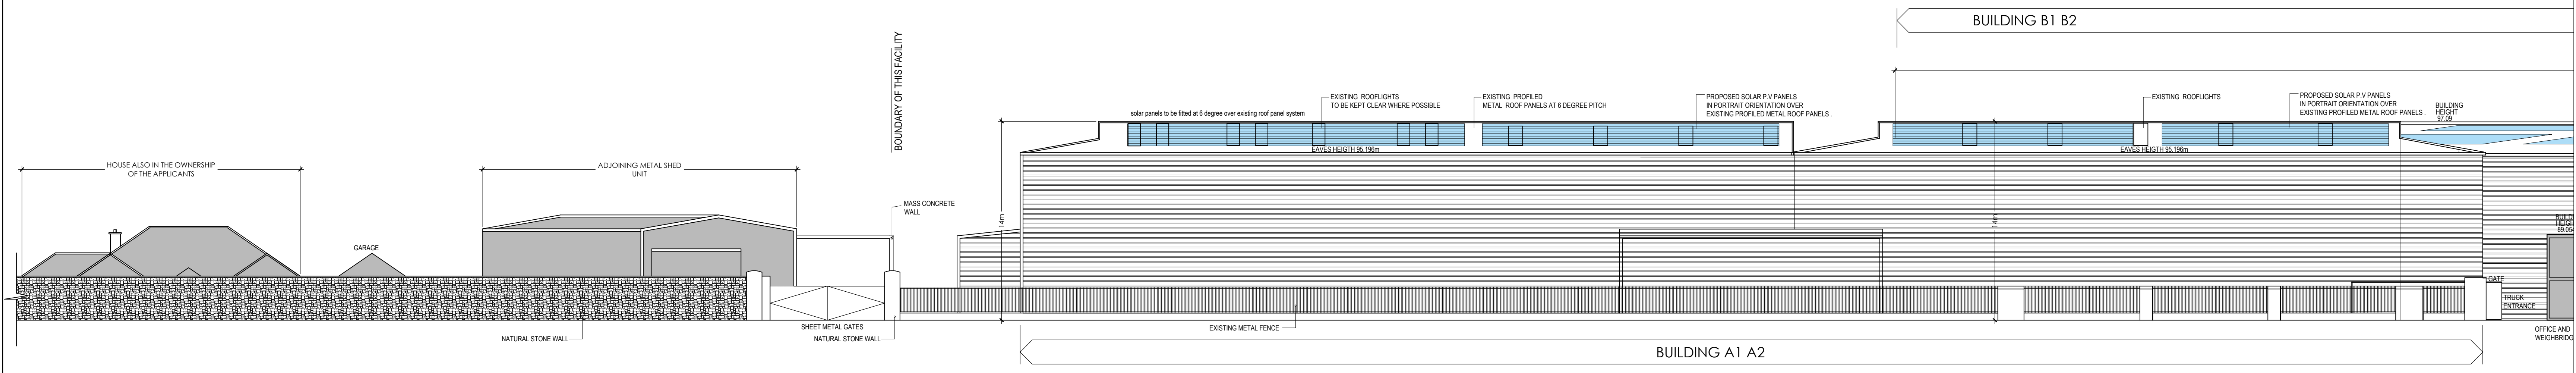 BUILDING B1 B2
BOUNDARY OF THIS FACILITY
EXISTING ROOFLIGHTS
TO BE KEPT CLEAR WHERE POSSIBLE
EXISTING PROFILED
METAL ROOF PANELS AT 6 DEGREE PITCH
PROPOSED SOLAR P.V PANELS
IN PORTRAIT ORIENTATION OVER
EXISTING PROFILED METAL ROOF PANELS .
EXISTING ROOFLIGHTS
PROPOSED SOLAR P.V PANELS
IN PORTRAIT ORIENTATION OVER
EXISTING PROFILED METAL ROOF PANELS .
BUILDING
HEIGHT
97.09
solar panels to be fitted at 6 degree over existing roof panel system
EAVES HEIGTH 95.196m
EAVES HEIGTH 95.196m
HOUSE ALSO IN THE OWNERSHIP
OF THE APPLICANTS
ADJOINING METAL SHED
UNIT
MASS CONCRETE
WALL
14m
14m
GARAGE
GATE
TRUCK
ENTRANCE
SHEET METAL GATES
EXISTING METAL FENCE
NATURAL STONE WALL
NATURAL STONE WALL
OFFICE AND
BUILDING A1 A2